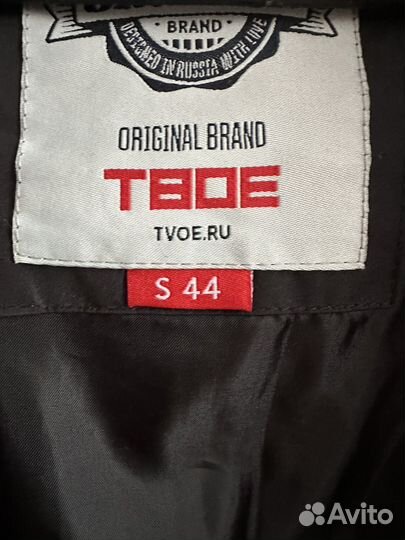 BRAND
DESIGNED IN RUSSIA WITH LOVE
ORIGINAL BRAND
ТВОЕ
TVOE.RU
S 44
Avito